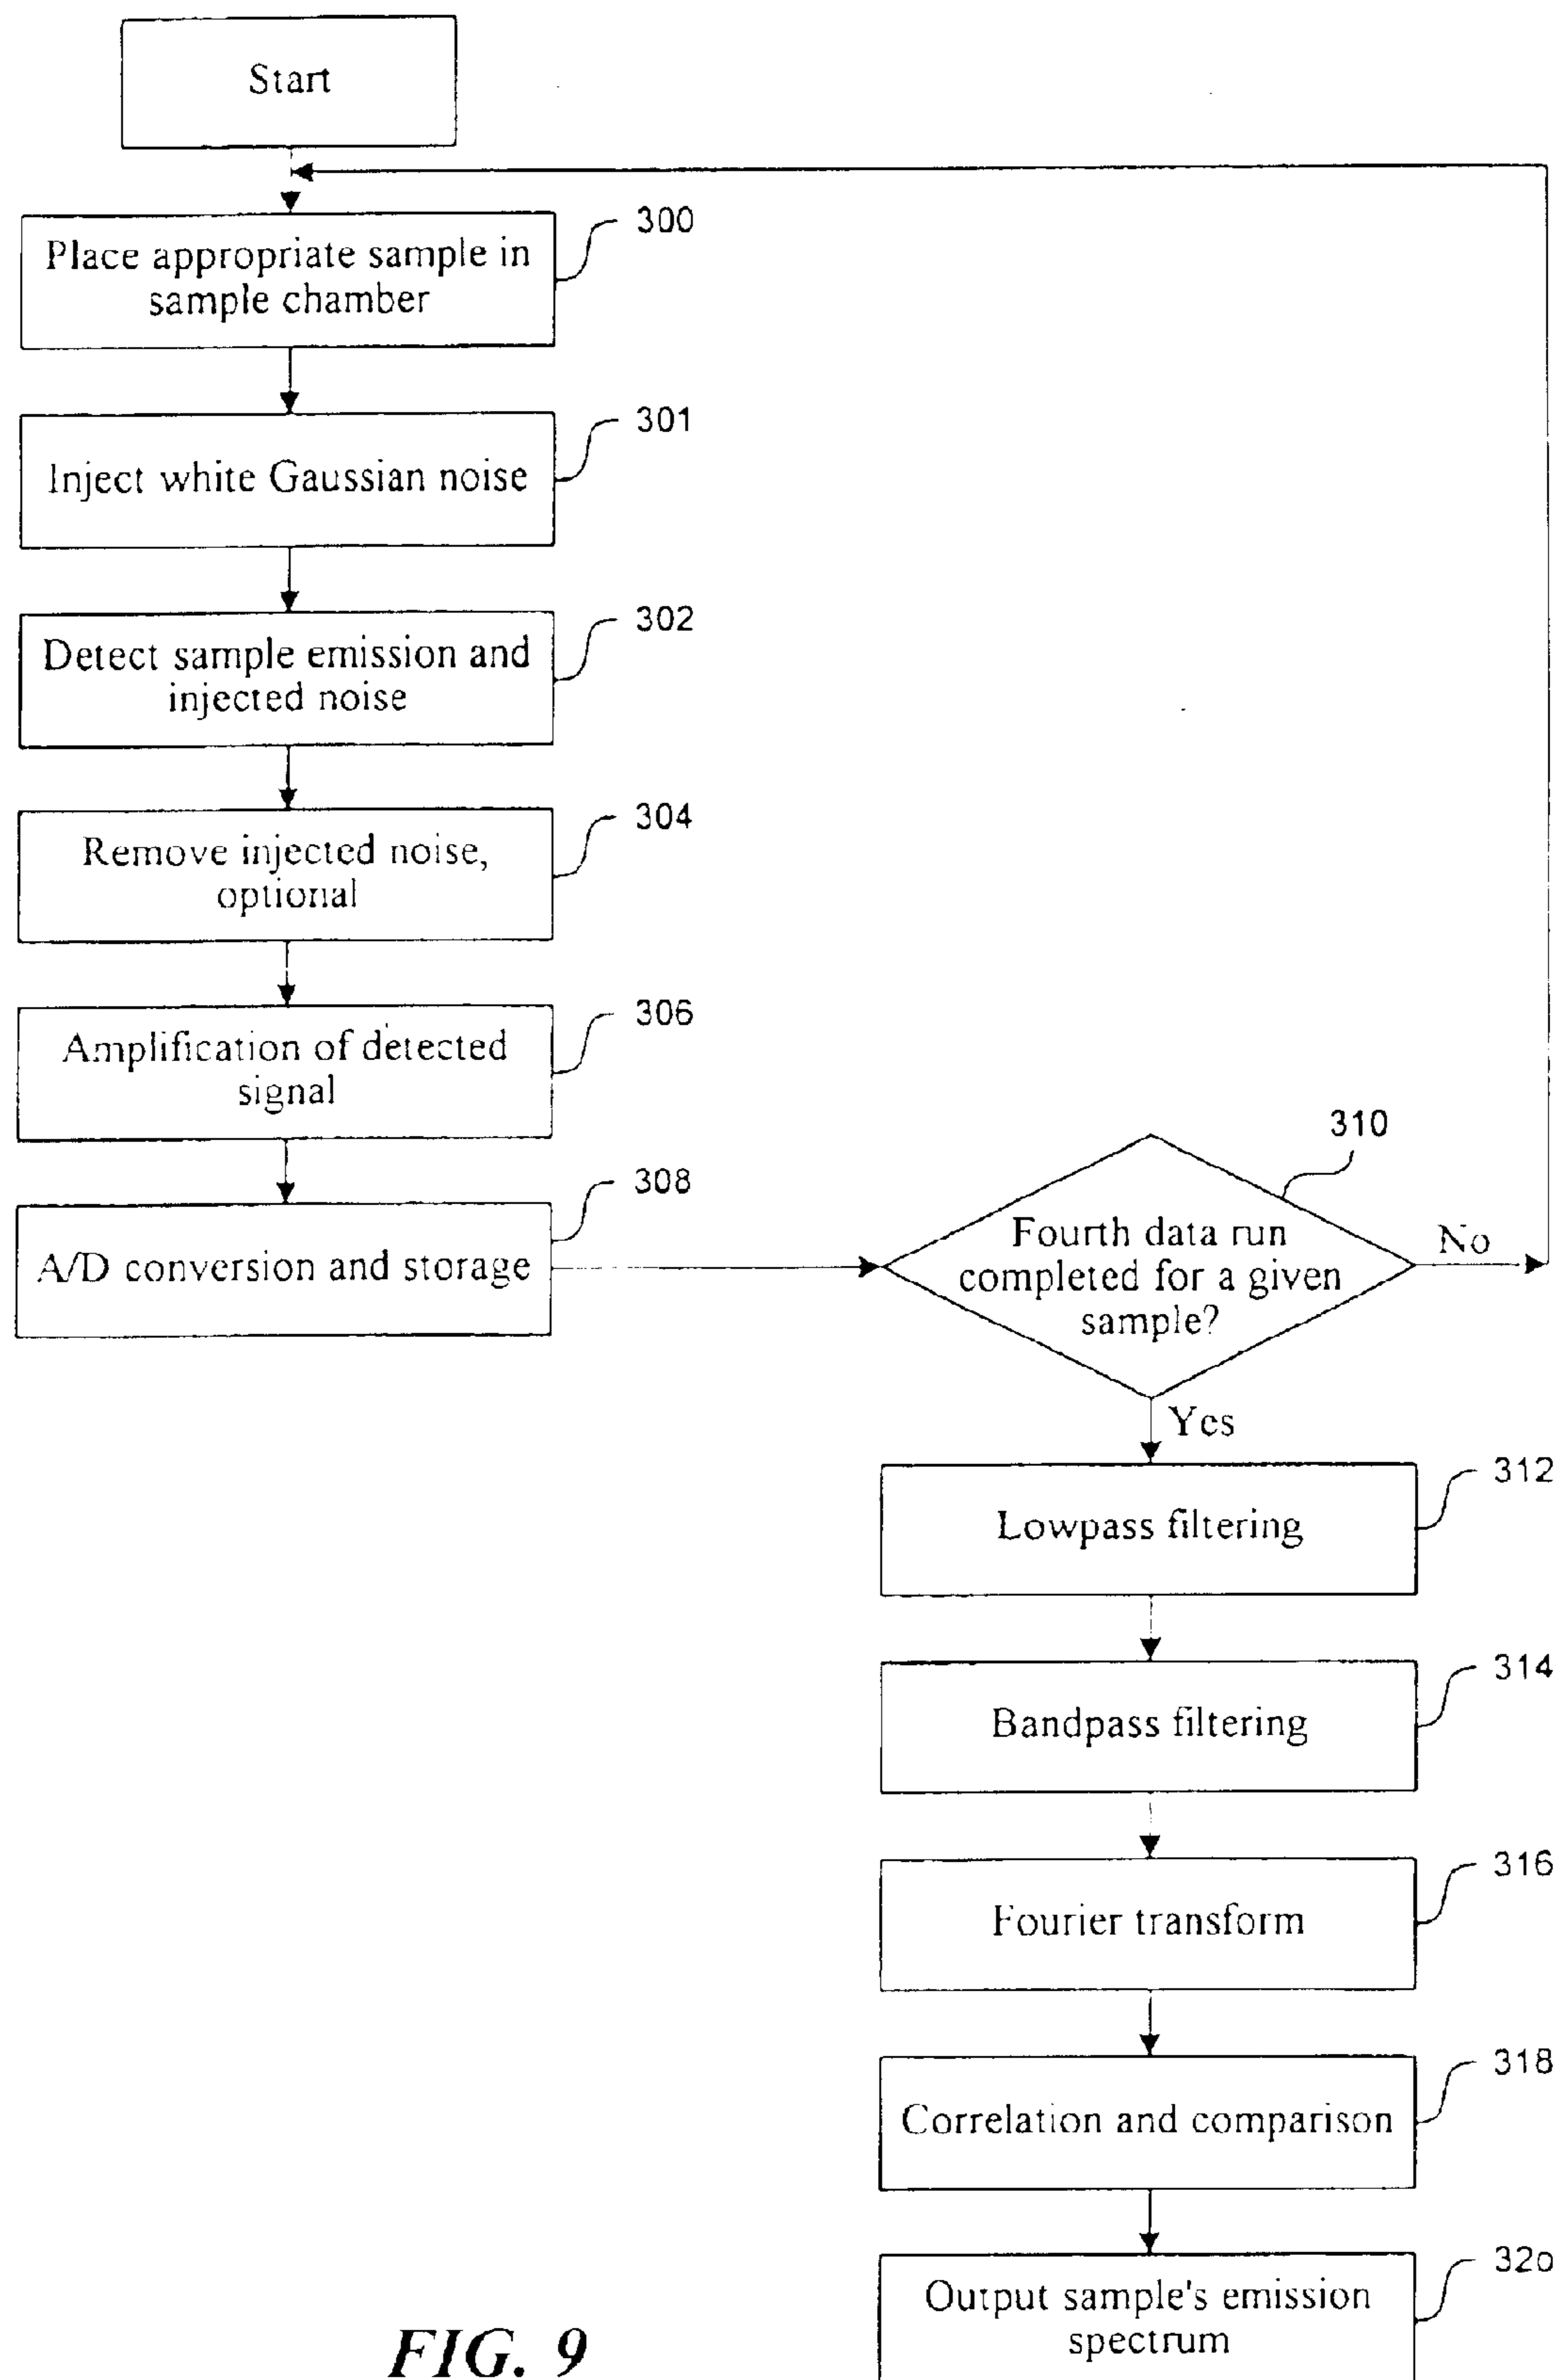 Start
300
Place appropriate sample in
sample chamber
301
Inject white Gaussian noise
302
Detect sample emission and
injected noise
304
Remove injected noise,
optional
306
Amplification of detected
signal
308
A/D conversion and storage
310
Fourth data run
completed for a given
sample?
No
Yes
312
Lowpass filtering
314
Bandpass filtering
316
Fourier transform
318
Correlation and comparison
320
Output sample's emission
spectrum
FIG. 9